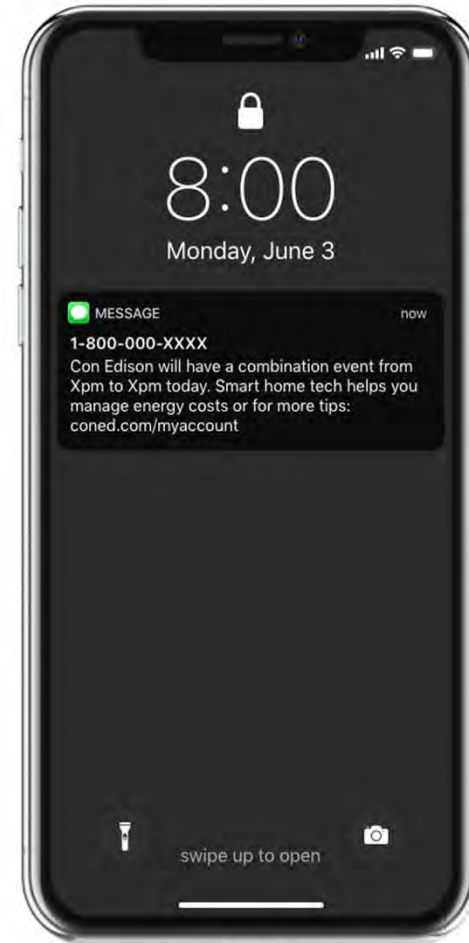 8:00
Monday, June 3
MESSAGE now
1-800-000-XXXX
Con Edison will have a combination event from
Xpm to Xpm today. Smart home tech helps you
manage energy costs or for more tips:
coned.com/myaccount
swipe up to open